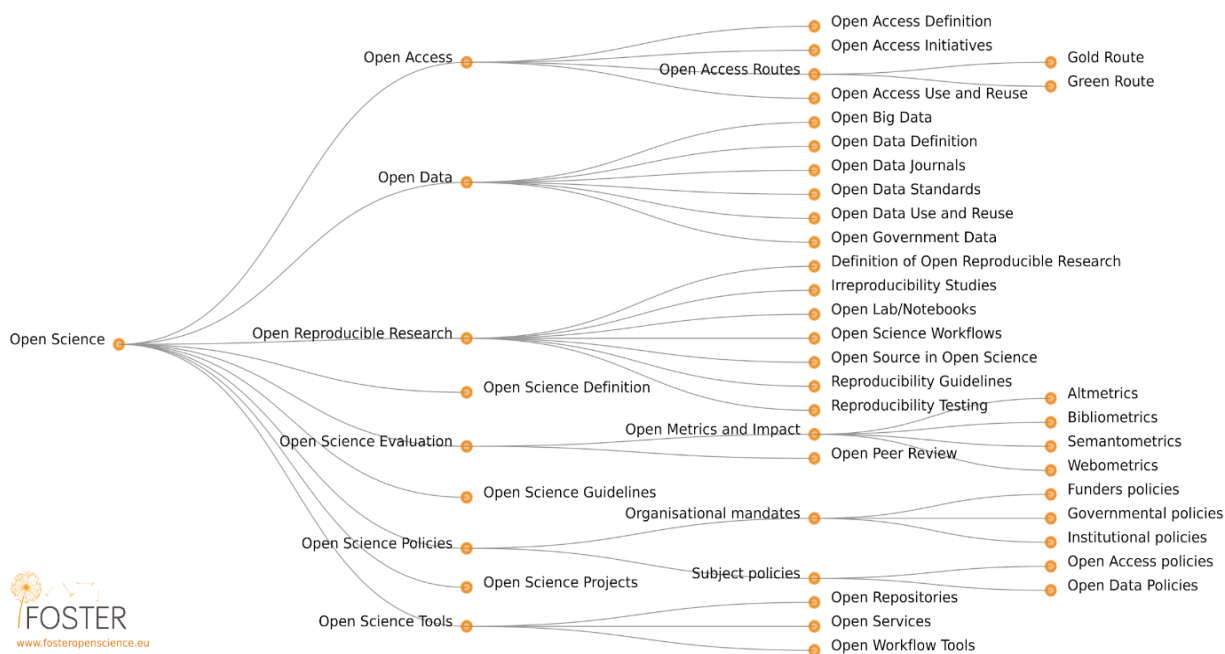 Open Science
Open Access
Open Access Definition
Open Access Initiatives
Open Access Routes
Gold Route
Green Route
Open Access Use and Reuse
Open Data
Open Big Data
Open Data Definition
Open Data Journals
Open Data Standards
Open Data Use and Reuse
Open Government Data
Open Reproducible Research
Definition of Open Reproducible Research
Irreproducibility Studies
Open Lab/Notebooks
Open Science Workflows
Open Source in Open Science
Reproducibility Guidelines
Reproducibility Testing
Open Science Definition
Open Science Evaluation
Open Metrics and Impact
Altmetrics
Bibliometrics
Semantometrics
Webometrics
Open Peer Review
Open Science Guidelines
Open Science Policies
Organisational mandates
Funders policies
Governmental policies
Institutional policies
Subject policies
Open Access policies
Open Data Policies
Open Science Projects
Open Science Tools
Open Repositories
Open Services
Open Workflow Tools
FOSTER
www.fosteropenscience.eu